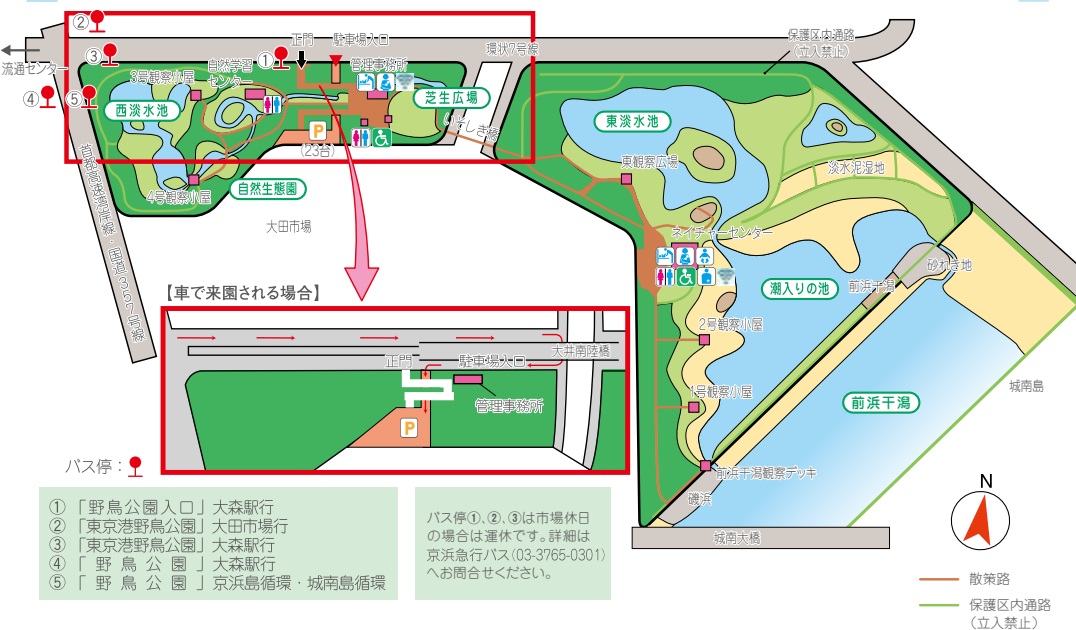 ②
③
①
④
⑤
流通センター
正門
駐車場入口
環状7号線
保護区内通路
(立入禁止)
3号観察小屋
自然学習
センター
管理事務所
西淡水池
芝生広場
いそしぎ橋
P
(23台)
東淡水池
東観察広場
淡水泥湿地
4号観察小屋
自然生態園
大田市場
首都高速湾岸線・国道357号線
ネイチャーセンター
砂れき地
前浜干潟
潮入りの池
2号観察小屋
1号観察小屋
前浜干潟
城南島
前浜干潟観察デッキ
磯浜
城南大橋
【車で来園される場合】
正門
駐車場入口
大井南陸橋
管理事務所
P
バス停：
① 「野鳥公園入口」大森駅行
② 「東京港野鳥公園」大田市場行
③ 「東京港野鳥公園」大森駅行
④ 「野鳥公園」大森駅行
⑤ 「野鳥公園」京浜島循環・城南島循環
バス停①、②、③は市場休日
の場合は運休です。詳細は
京浜急行バス(03-3765-0301)
へお問合せください。
N
散策路
保護区内通路
(立入禁止)